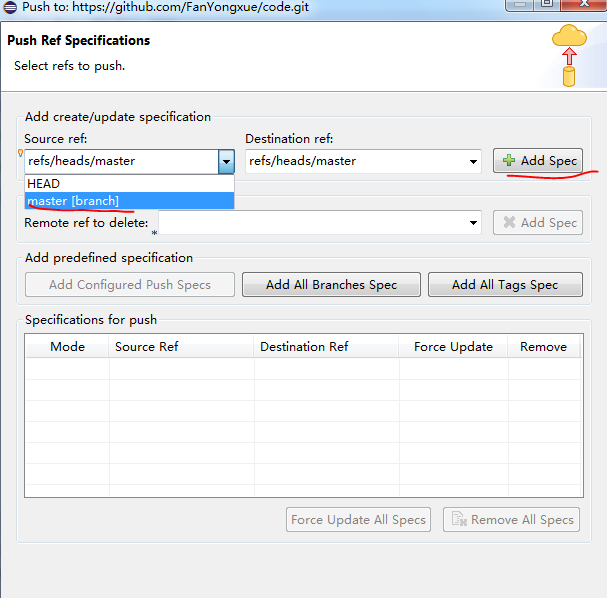 Push to: https://github.com/FanYongxue/code.git
Push Ref Specifications
Select refs to push.
Add create/update specification
Source ref: Destination ref:
refs/heads/master refs/heads/master Add Spec
HEAD
master [branch]
Remote ref to delete: Add Spec
Add predefined specification
Add Configured Push Specs Add All Branches Spec Add All Tags Spec
Specifications for push
Mode Source Ref Destination Ref Force Update Remove
Force Update All Specs Remove All Specs